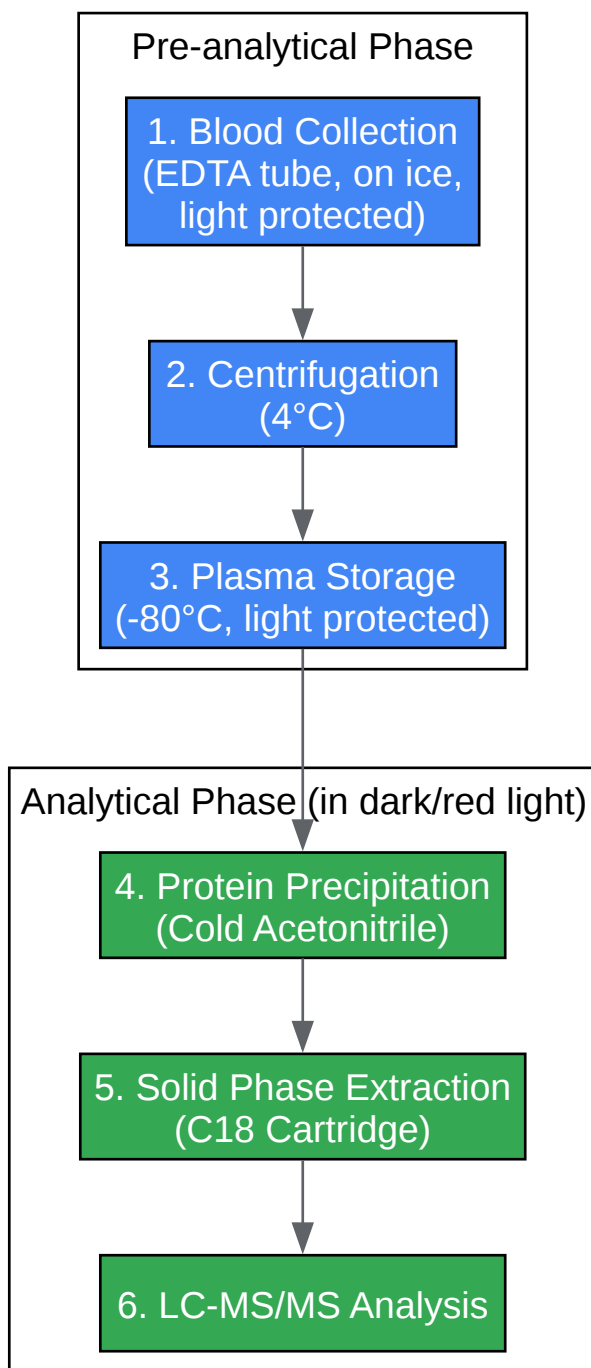 Pre-analytical Phase
1. Blood Collection
(EDTA tube, on ice,
light protected)
2. Centrifugation
(4°C)
3. Plasma Storage
(-80°C, light protected)
Analytical Phase (in dark/red light)
4. Protein Precipitation
(Cold Acetonitrile)
5. Solid Phase Extraction
(C18 Cartridge)
6. LC-MS/MS Analysis